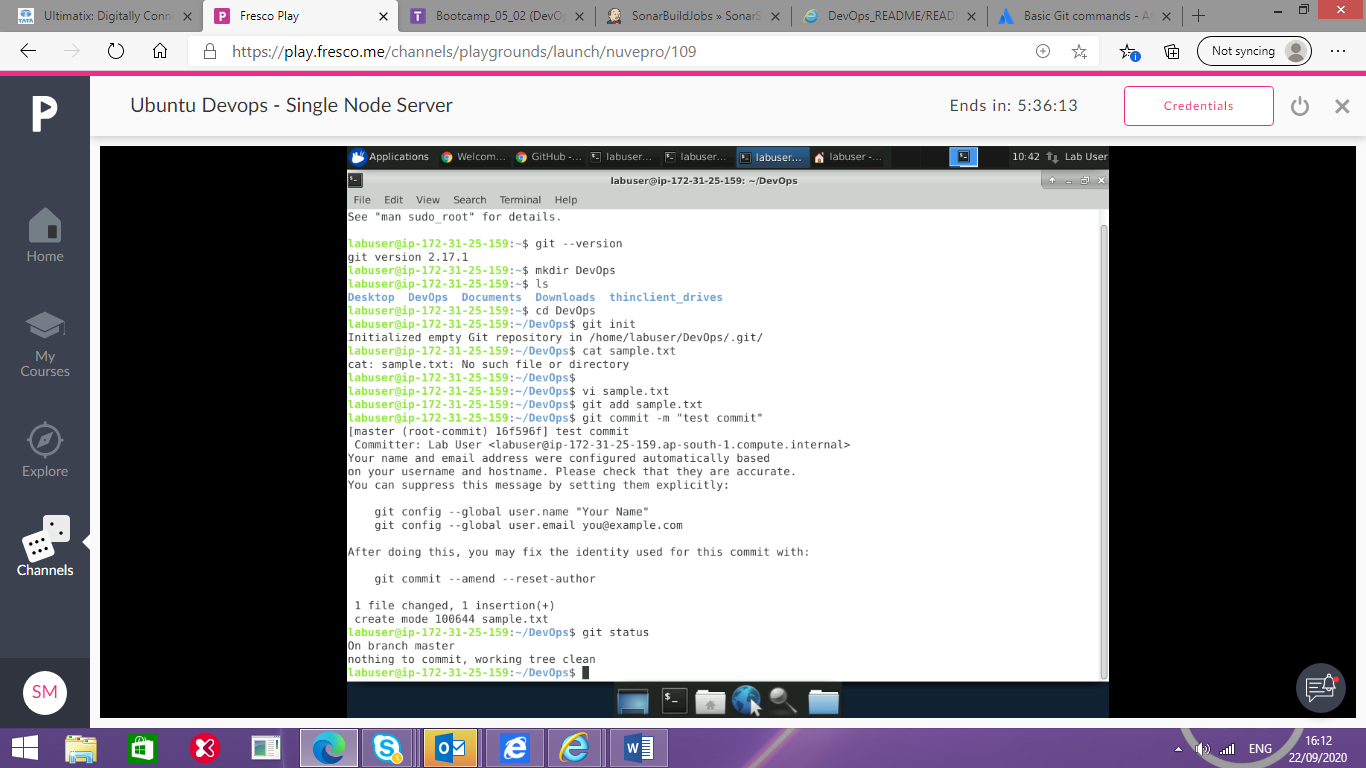 Ultimatix: Digitally Conn
Fresco Play
Bootcamp_05_02 (DevO
SonarBuildJobs » SonarS
DevOps_README/READ
Basic Git commands - A
https://play.fresco.me/channels/playgrounds/launch/nuvepro/109
Not syncing
Ubuntu Devops - Single Node Server
Ends in: 5:36:13
Credentials
Home
My Courses
Explore
Channels
SM
Applications
Welcom...
GitHub -...
labuser...
labuser...
labuser...
labuser -...
10:42
Lab User
labuser@ip-172-31-25-159: ~/DevOps
File Edit View Search Terminal Help
See "man sudo_root" for details.
labuser@ip-172-31-25-159:~$ git --version
git version 2.17.1
labuser@ip-172-31-25-159:~$ mkdir DevOps
labuser@ip-172-31-25-159:~$ ls
Desktop DevOps Documents Downloads thinclient_drives
labuser@ip-172-31-25-159:~$ cd DevOps
labuser@ip-172-31-25-159:~/DevOps$ git init
Initialized empty Git repository in /home/labuser/DevOps/.git/
labuser@ip-172-31-25-159:~/DevOps$ cat sample.txt
cat: sample.txt: No such file or directory
labuser@ip-172-31-25-159:~/DevOps$
labuser@ip-172-31-25-159:~/DevOps$ vi sample.txt
labuser@ip-172-31-25-159:~/DevOps$ git add sample.txt
labuser@ip-172-31-25-159:~/DevOps$ git commit -m "test commit"
[master (root-commit) 16f596f] test commit
Committer: Lab User <labuser@ip-172-31-25-159.ap-south-1.compute.internal>
Your name and email address were configured automatically based
on your username and hostname. Please check that they are accurate.
You can suppress this message by setting them explicitly:
git config --global user.name "Your Name"
git config --global user.email you@example.com
After doing this, you may fix the identity used for this commit with:
git commit --amend --reset-author
1 file changed, 1 insertion(+)
create mode 100644 sample.txt
labuser@ip-172-31-25-159:~/DevOps$ git status
On branch master
nothing to commit, working tree clean
labuser@ip-172-31-25-159:~/DevOps$
ENG
16:12
22/09/2020